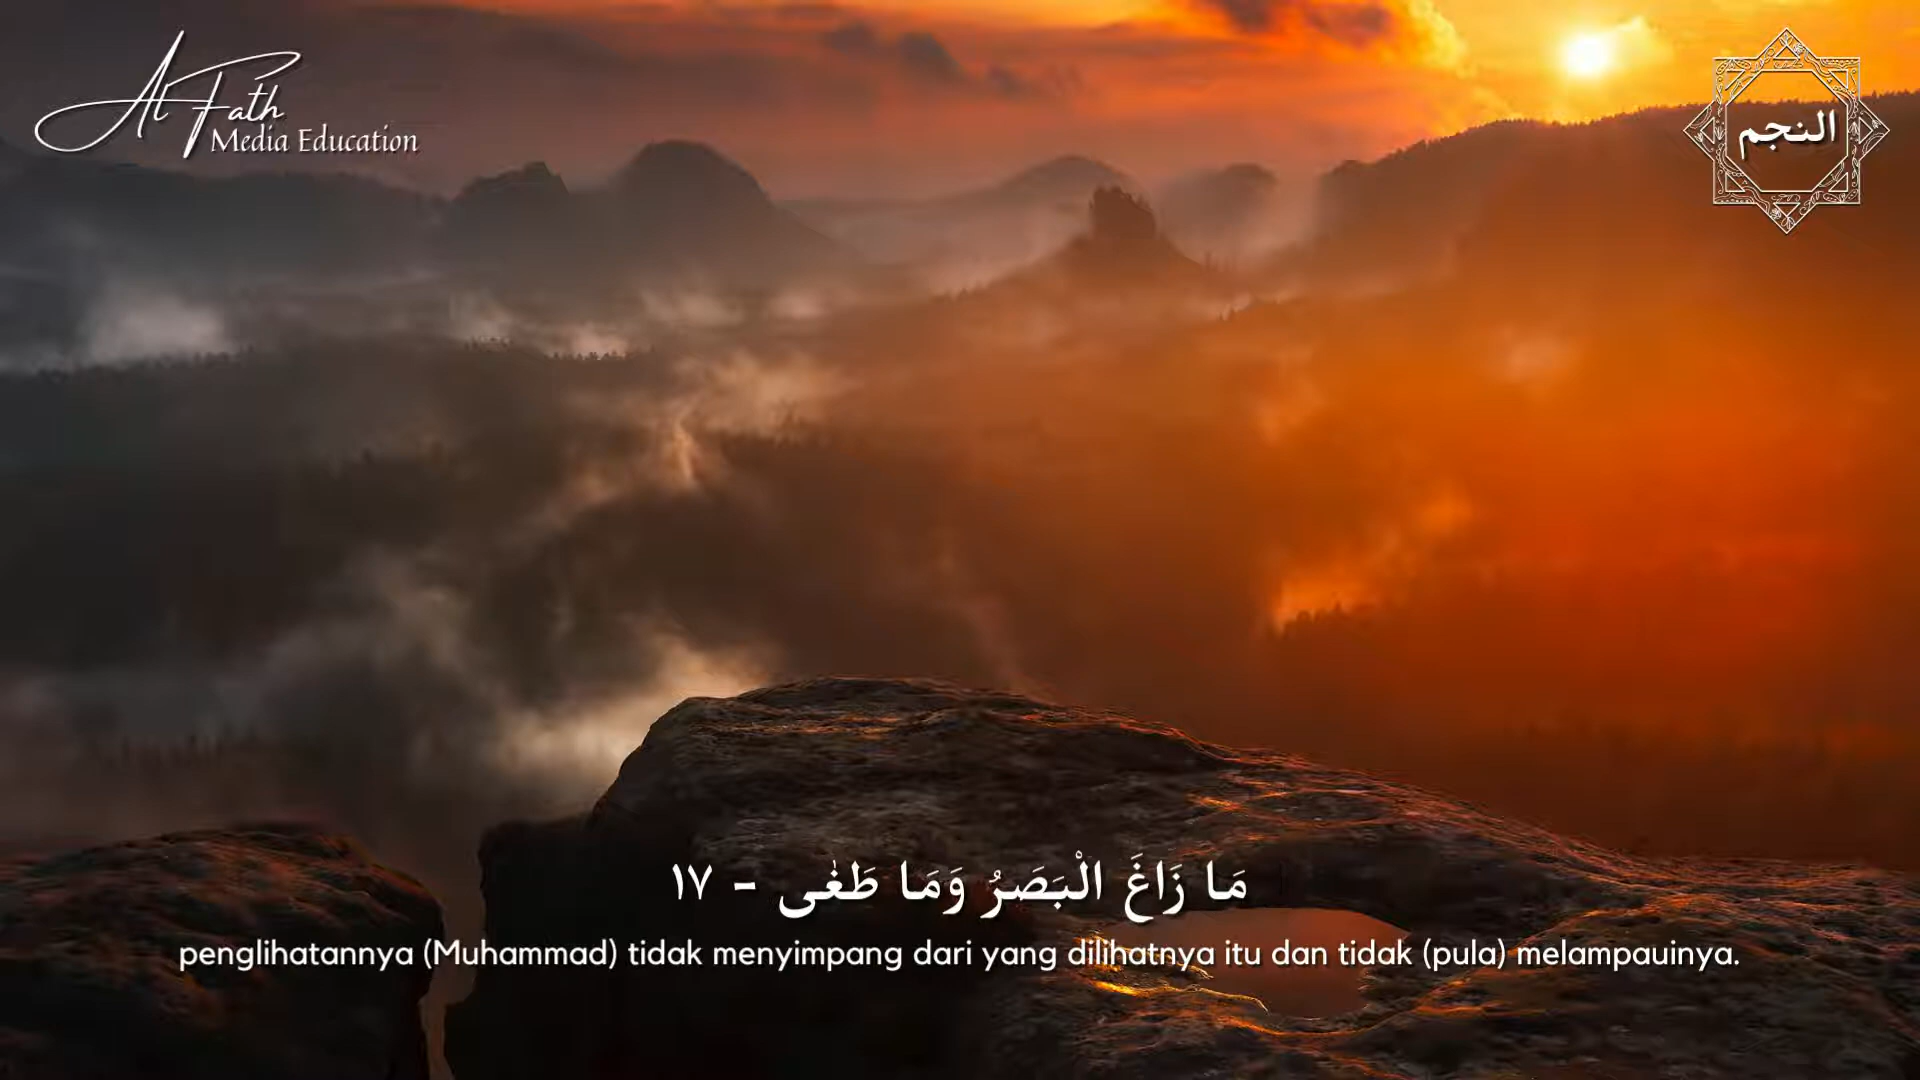 Al Fath
Media Education
النجم
مَا زَاغَ الْبَصَرُ وَمَا طَغٰى - ١٧
penglihatannya (Muhammad) tidak menyimpang dari yang dilihatnya itu dan tidak (pula) melampauinya.